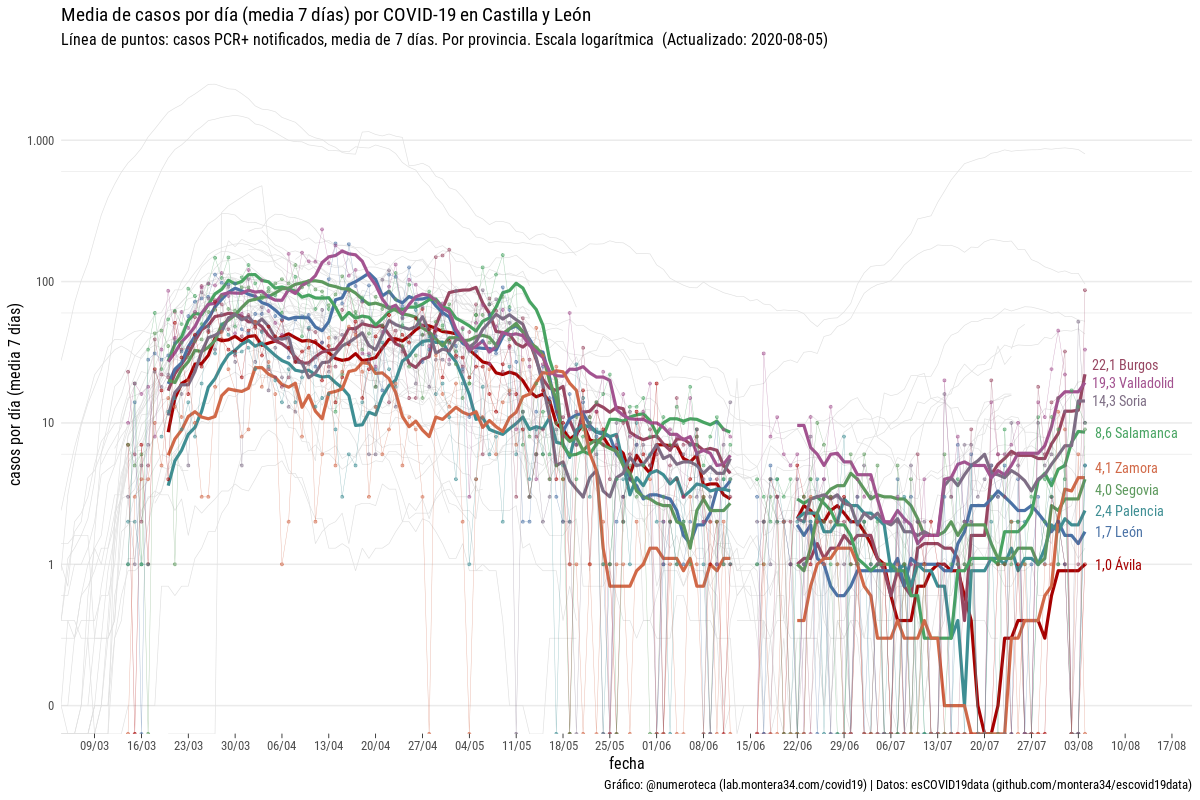 Media de casos por día (media 7 días) por COVID-19 en Castilla y León
Línea de puntos: casos PCR+ notificados, media de 7 días. Por provincia. Escala logarítmica (Actualizado: 2020-08-05)
casos por día (media 7 días)
1.000
100
10
1
0
22,1 Burgos
19,3 Valladolid
14,3 Soria
8,6 Salamanca
4,1 Zamora
4,0 Segovia
2,4 Palencia
1,7 León
1,0 Ávila
09/03 16/03 23/03 30/03 06/04 13/04 20/04 27/04 04/05 11/05 18/05 25/05 01/06 08/06 15/06 22/06 29/06 06/07 13/07 20/07 27/07 03/08 10/08 17/08
fecha
Gráfico: @numeroteca (lab.montera34.com/covid19) | Datos: esCOVID19data (github.com/montera34/escovid19data)